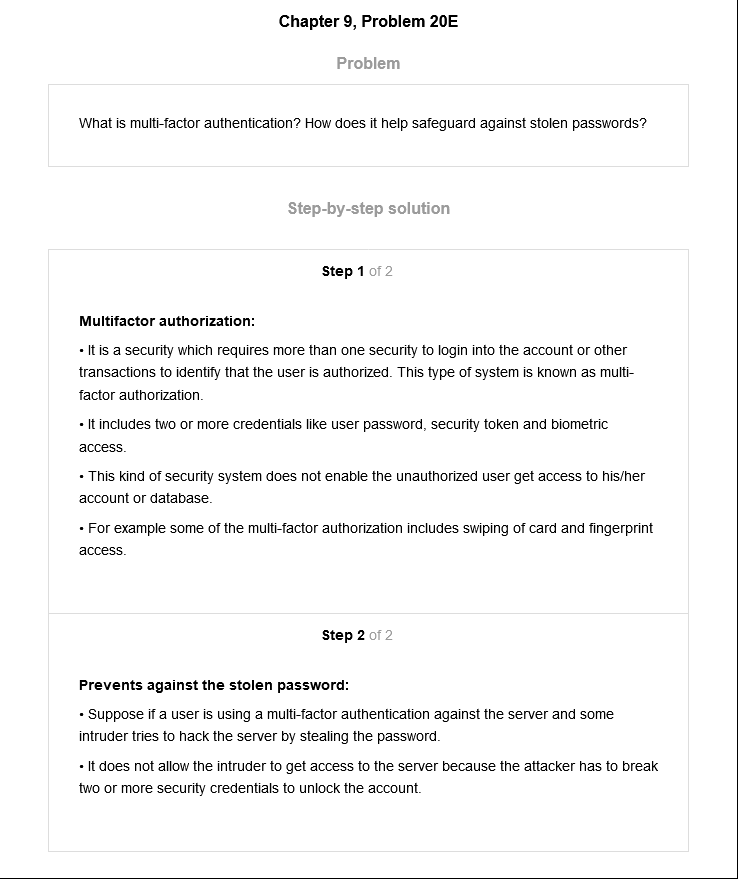 Chapter 9, Problem 20E
Problem
What is multi-factor authentication? How does it help safeguard against stolen passwords?
Step-by-step solution
Step 1 of 2
Multifactor authorization:
• It is a security which requires more than one security to login into the account or other
transactions to identify that the user is authorized. This type of system is known as multi-
factor authorization.
• It includes two or more credentials like user password, security token and biometric
access.
• This kind of security system does not enable the unauthorized user get access to his/her
account or database.
• For example some of the multi-factor authorization includes swiping of card and fingerprint
access.
Step 2 of 2
Prevents against the stolen password:
• Suppose if a user is using a multi-factor authentication against the server and some
intruder tries to hack the server by stealing the password.
• It does not allow the intruder to get access to the server because the attacker has to break
two or more security credentials to unlock the account.